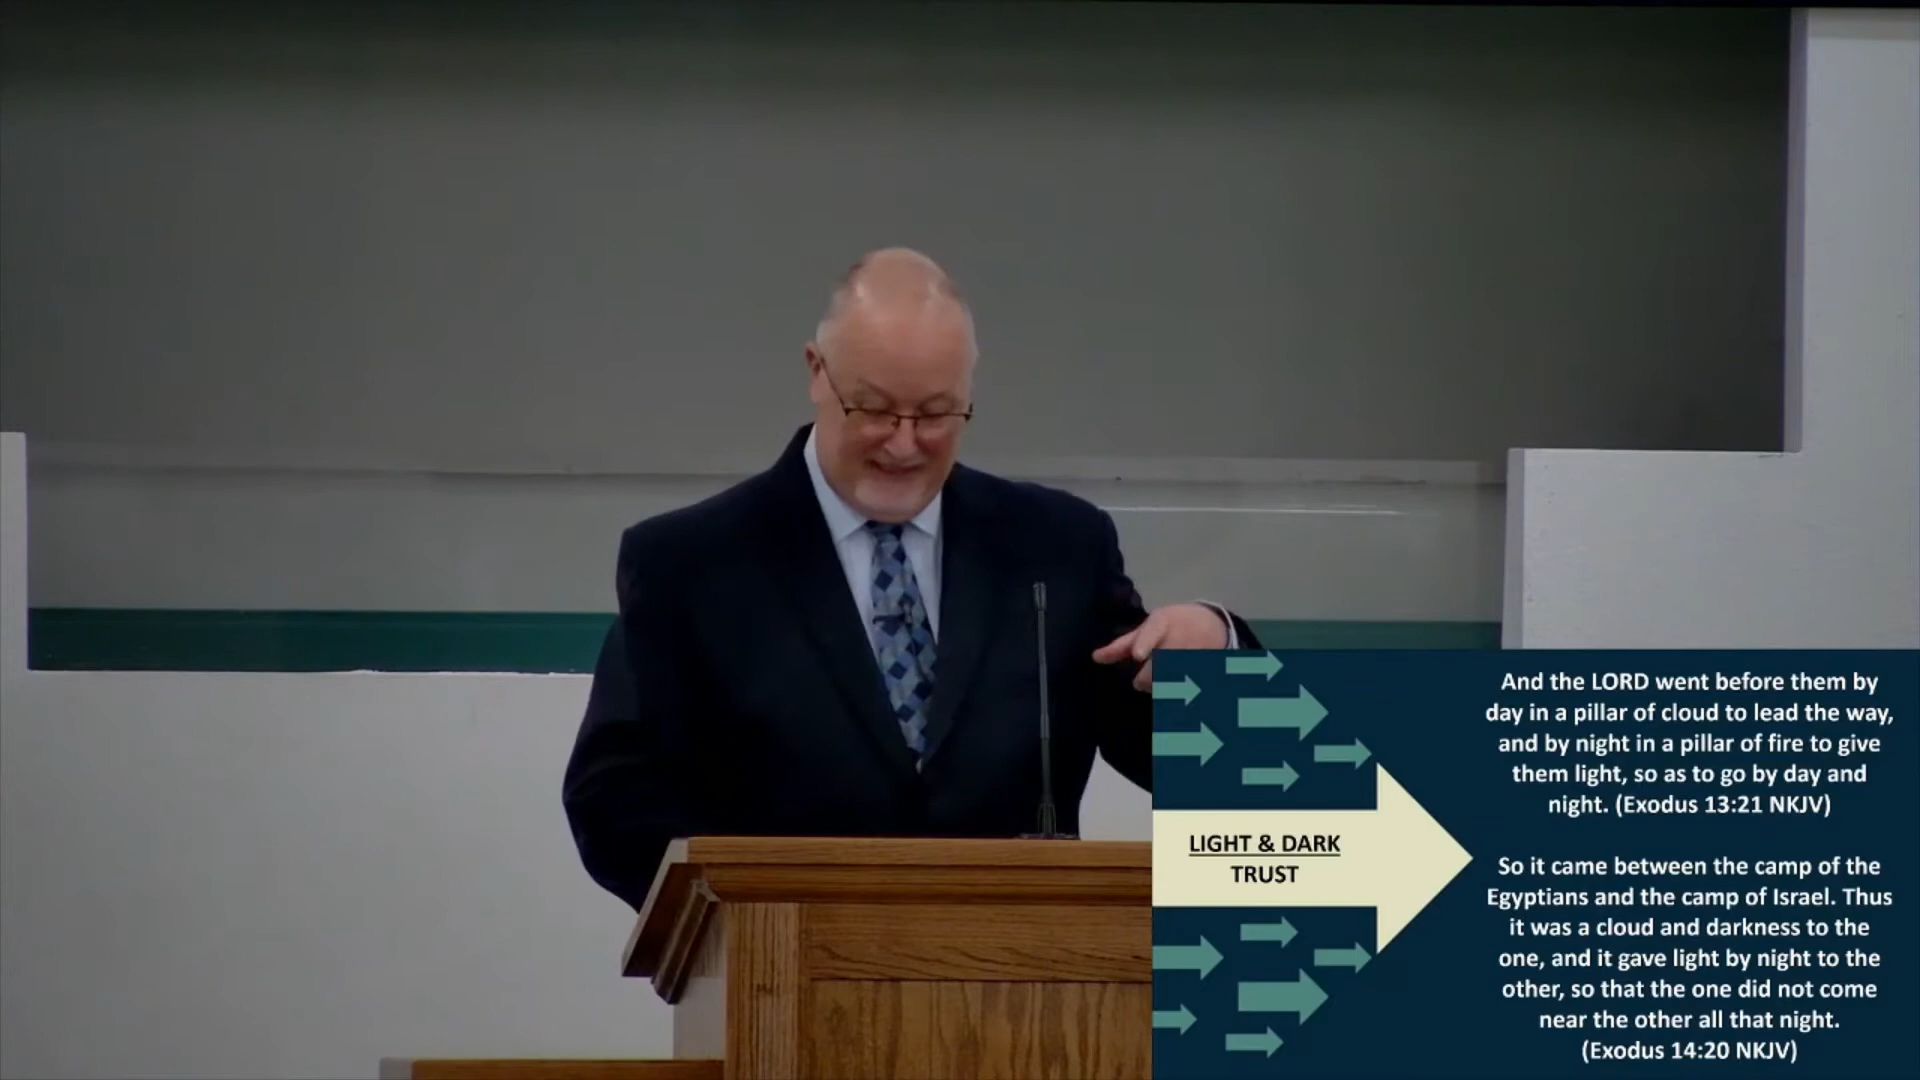 LIGHT & DARK
TRUST
And the LORD went before them by
day in a pillar of cloud to lead the way,
and by night in a pillar of fire to give
them light, so as to go by day and
night. (Exodus 13:21 NKJV)
So it came between the camp of the
Egyptians and the camp of Israel. Thus
it was a cloud and darkness to the
one, and it gave light by night to the
other, so that the one did not come
near the other all that night.
(Exodus 14:20 NKJV)